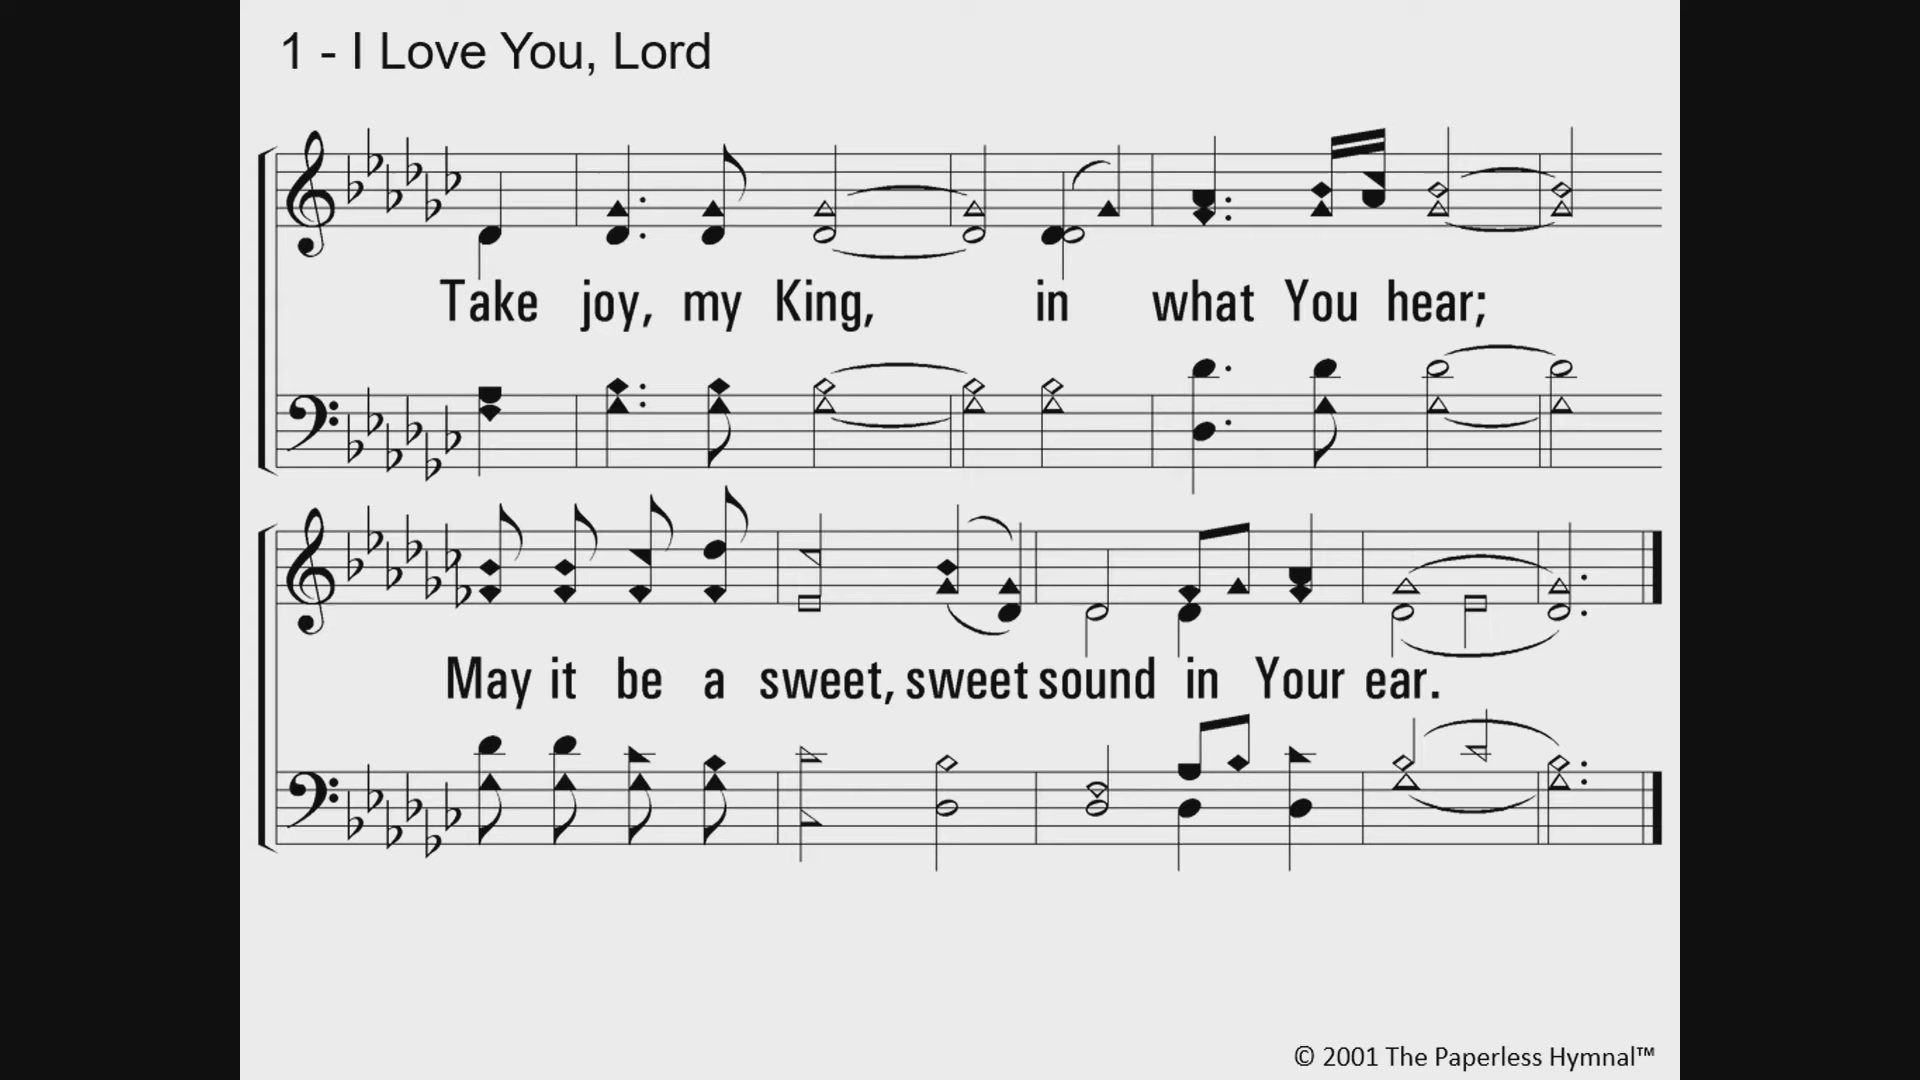 1 - I Love You, Lord
Take joy, my King, in what You hear;
May it be a sweet, sweet sound in Your ear.
© 2001 The Paperless Hymnal™